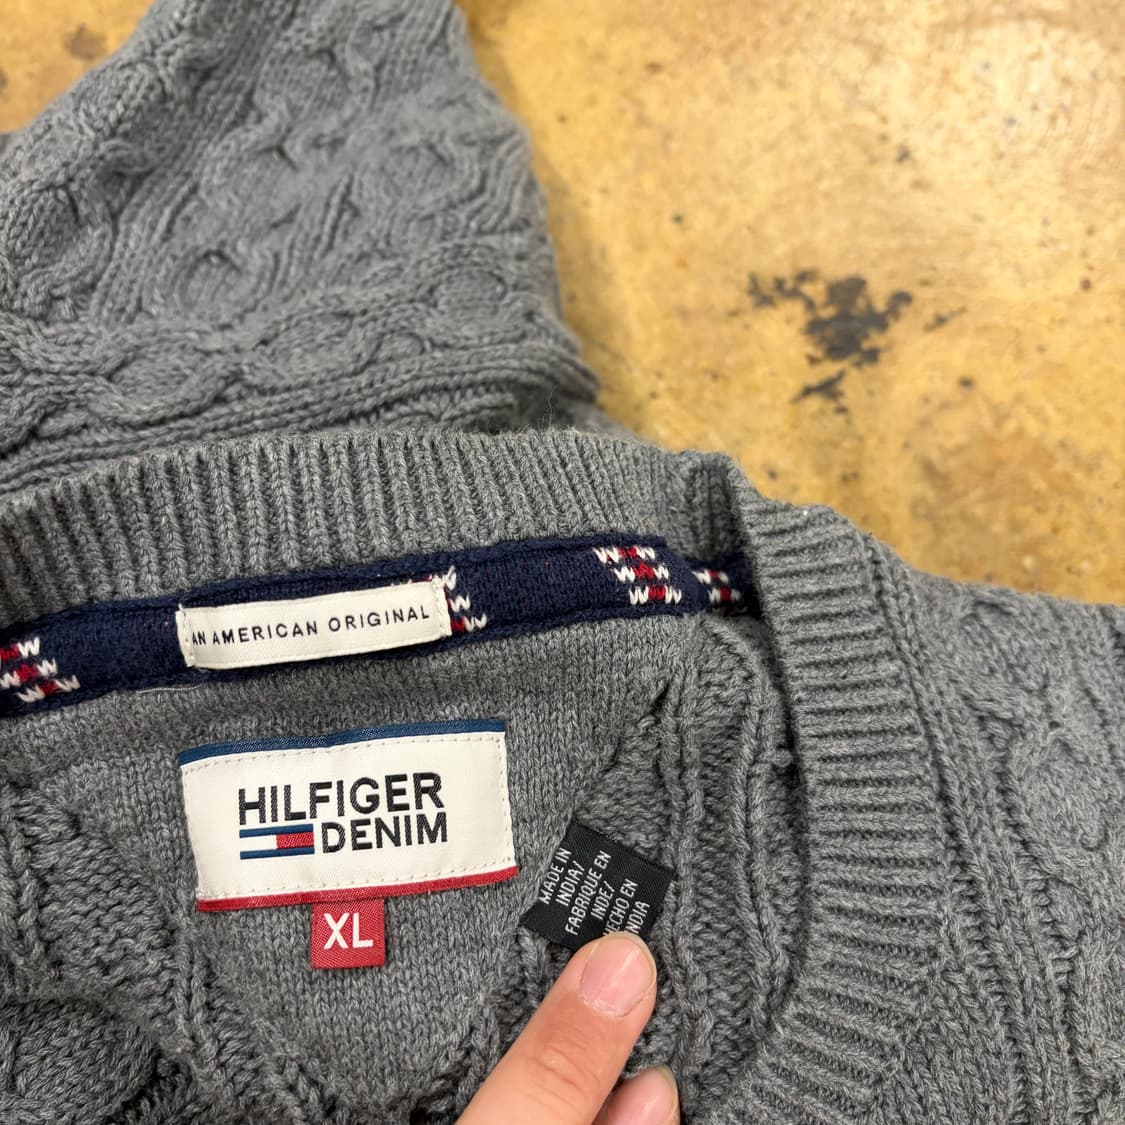 AN AMERICAN ORIGINAL
HILFIGER
DENIM
XL
MADE IN
INDIA/
FABRIQUE EN
INDE/
HECHO EN
INDIA